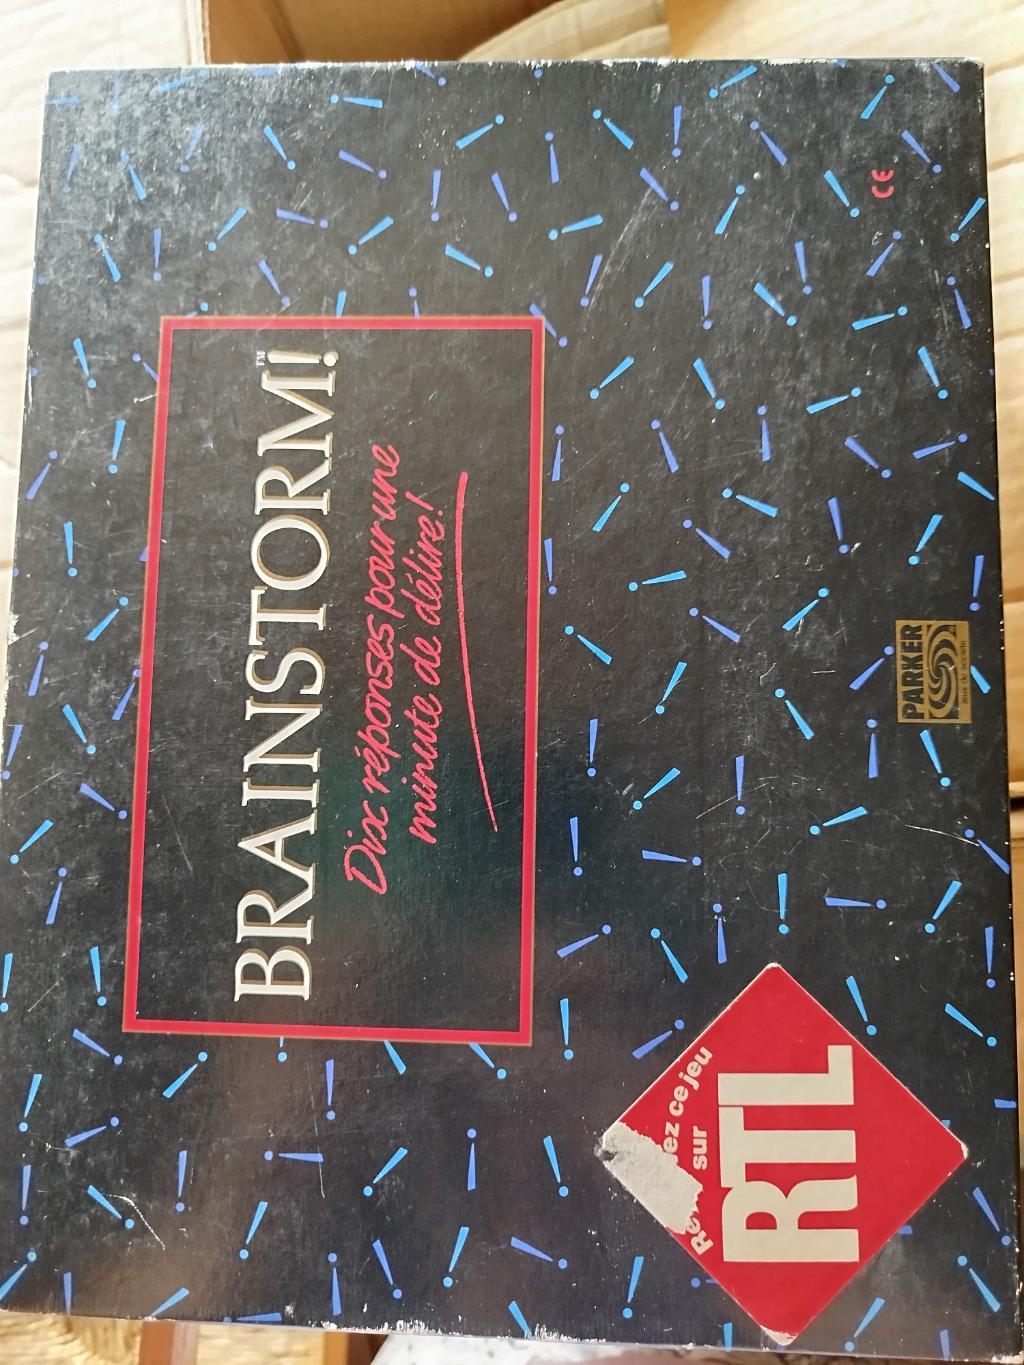 BRAINSTORM!™
Dix réponses pour une
minute de délire!
CE
PARKER
ez ce jeu
sur
RTL